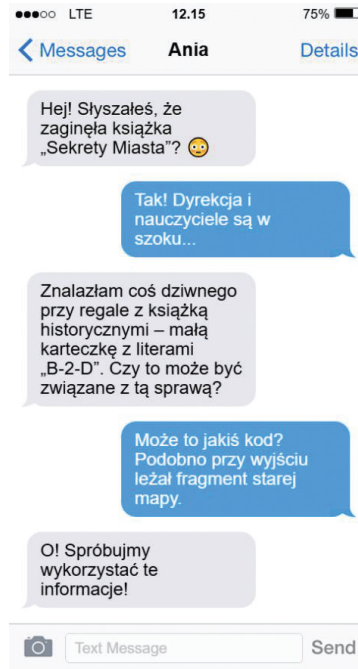 LTE 12.15 75%
Messages Ania Details
Hej! Słyszałeś, że
zaginęła książka
„Sekrety Miasta”? 😳
Tak! Dyrekcja i
nauczyciele są w
szoku...
Znalazłam coś dziwnego
przy regale z książką
historycznymi – małą
karteczkę z literami
„B-2-D”. Czy to może być
związane z tą sprawą?
Może to jakiś kod?
Podobno przy wyjściu
leżał fragment starej
mapy.
O! Spróbujmy
wykorzystać te
informacje!
Text Message Send